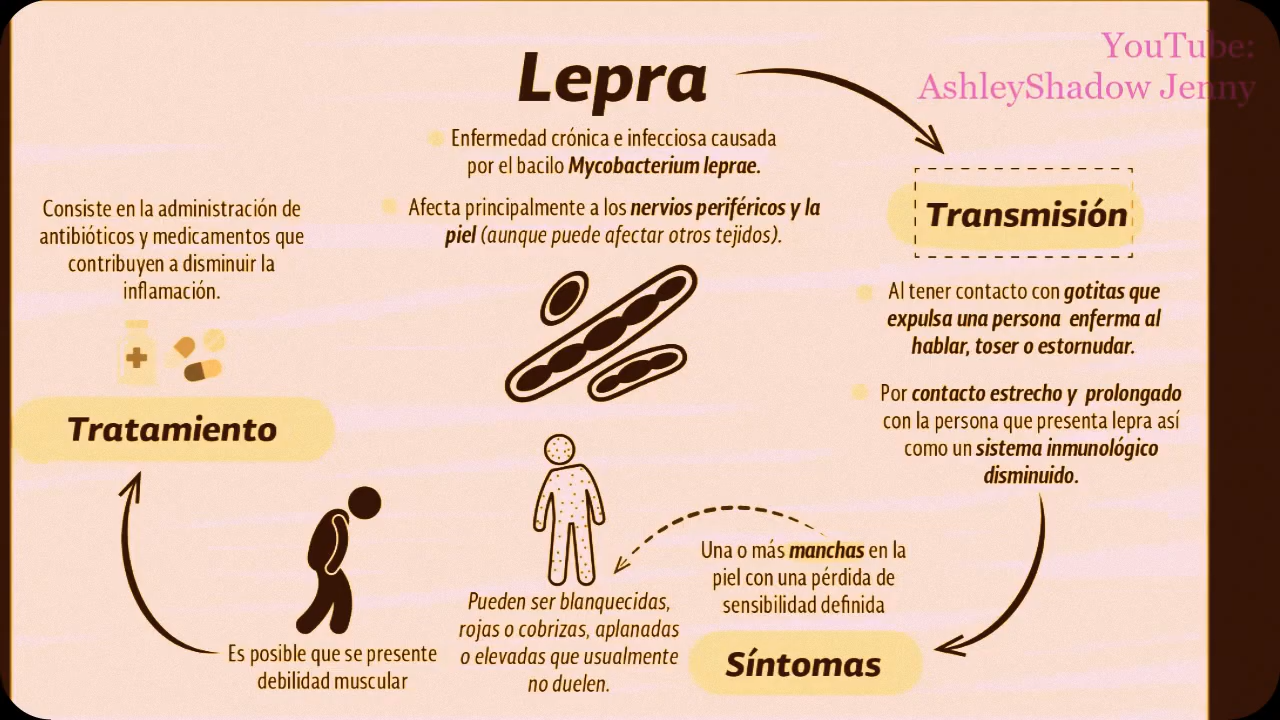 YouTube:
AshleyShadow Jenny
Lepra
Enfermedad crónica e infecciosa causada
por el bacilo Mycobacterium leprae.
Afecta principalmente a los nervios periféricos y la
piel (aunque puede afectar otros tejidos).
Transmisión
Al tener contacto con gotitas que
expulsa una persona enferma al
hablar, toser o estornudar.
Por contacto estrecho y prolongado
con la persona que presenta lepra así
como un sistema inmunológico
disminuido.
Síntomas
Una o más manchas en la
piel con una pérdida de
sensibilidad definida
Pueden ser blanquecidas,
rojas o cobrizas, aplanadas
o elevadas que usualmente
no duelen.
Es posible que se presente
debilidad muscular
Tratamiento
Consiste en la administración de
antibióticos y medicamentos que
contribuyen a disminuir la
inflamación.